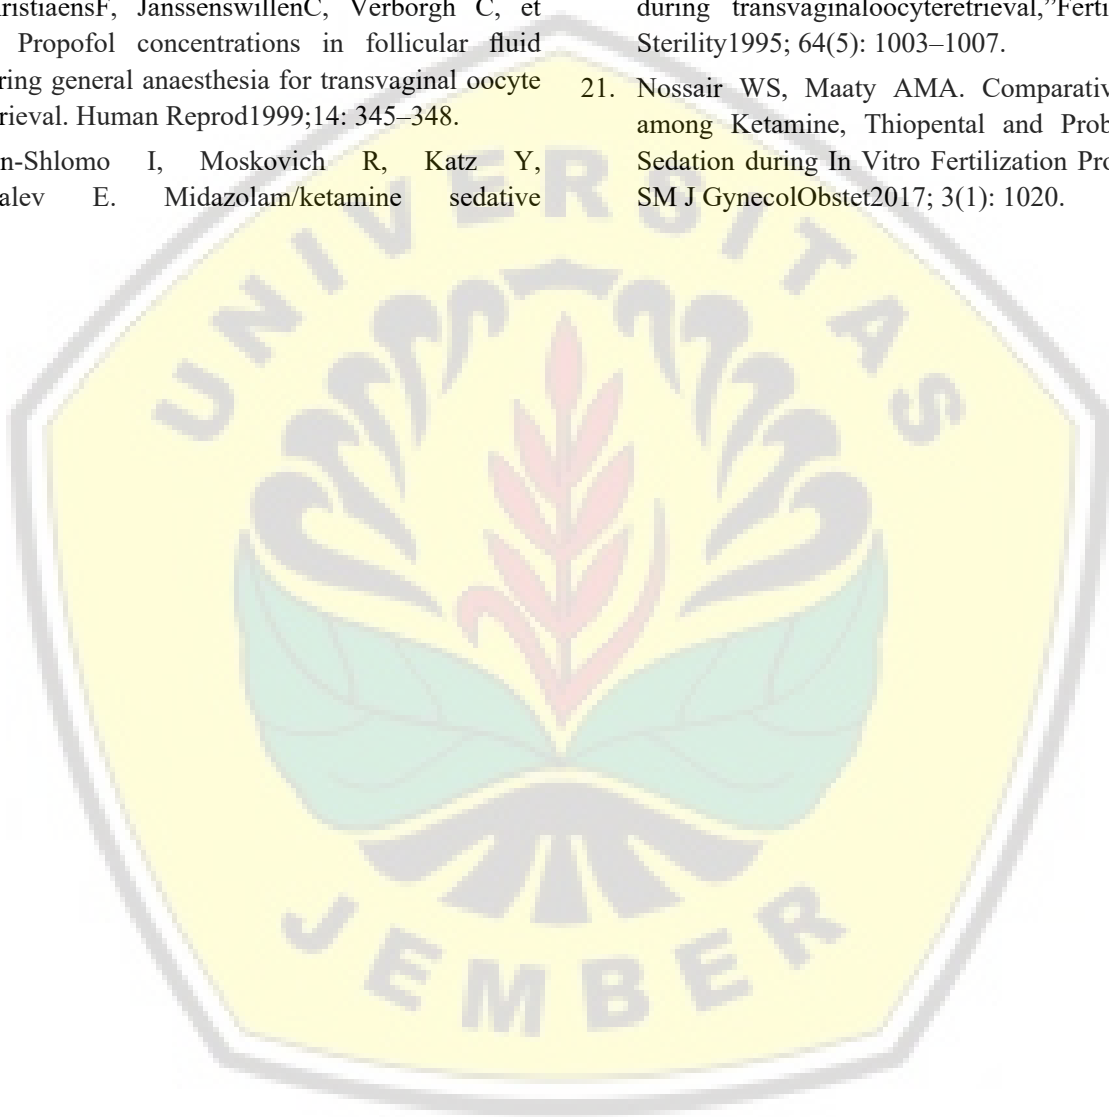 ristiaensF, JanssenswillenC, Verborgh C, et
Propofol concentrations in follicular fluid
ring general anaesthesia for transvaginal oocyte
rieval. Human Reprod1999;14: 345–348.
n-Shlomo I, Moskovich R, Katz Y,
alev E. Midazolam/ketamine sedative
during transvaginaloocyteretrieval,”Ferti
Sterility1995; 64(5): 1003–1007.
21. Nossair WS, Maaty AMA. Comparativ
among Ketamine, Thiopental and Prob
Sedation during In Vitro Fertilization Pro
SM J GynecolObstet2017; 3(1): 1020.
UNIVERSITAS
JEMBER